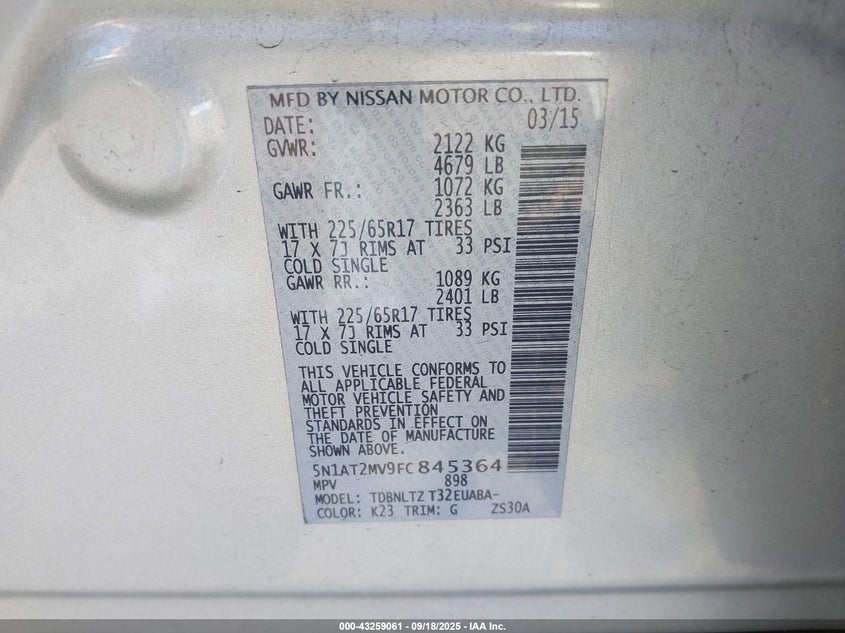 MFD BY NISSAN MOTOR CO., LTD.
DATE: 03/15
GVWR: 2122 KG
4679 LB
GAWR FR.: 1072 KG
2363 LB
WITH 225/65R17 TIRES
17 X 7J RIMS AT 33 PSI
COLD SINGLE
GAWR RR.: 1089 KG
2401 LB
WITH 225/65R17 TIRES
17 X 7J RIMS AT 33 PSI
COLD SINGLE
THIS VEHICLE CONFORMS TO
ALL APPLICABLE FEDERAL
MOTOR VEHICLE SAFETY AND
THEFT PREVENTION
STANDARDS IN EFFECT ON
THE DATE OF MANUFACTURE
SHOWN ABOVE.
5N1AT2MV9FC845364
MPV 898
MODEL: TDBNLTZ T32EUABA-
COLOR: K23 TRIM: G ZS30A
000-43259061 - 09/18/2025 - IAA Inc.